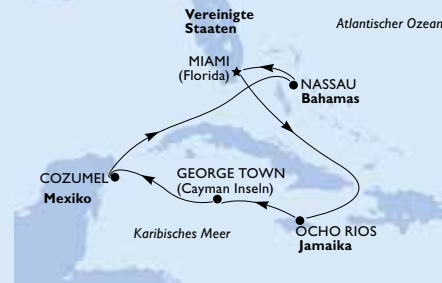 Vereinigte
Staaten
Atlantischer Ozean
MIAMI
(Florida)
NASSAU
Bahamas
GEORGE TOWN
(Cayman Inseln)
COZUMEL
Mexiko
OCHO RIOS
Jamaika
Karibisches Meer